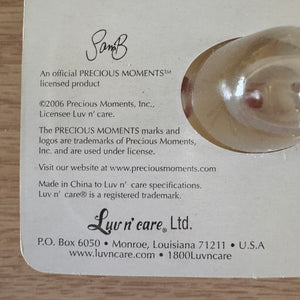 SamB
An official PRECIOUS MOMENTS™
licensed product
©2006 Precious Moments, Inc.,
Licensee Luv n' care.
The PRECIOUS MOMENTS marks and
logos are trademarks of Precious Moments,
Inc. and are used under license.
Visit our website at www.preciousmoments.com
Made in China to Luv n' care specifications.
Luv n' care® is a registered trademark.
Luv n' care, Ltd.
P.O. Box 6050 • Monroe, Louisiana 71211 • U.S.A
www.luvncare.com • 1800Luvncare